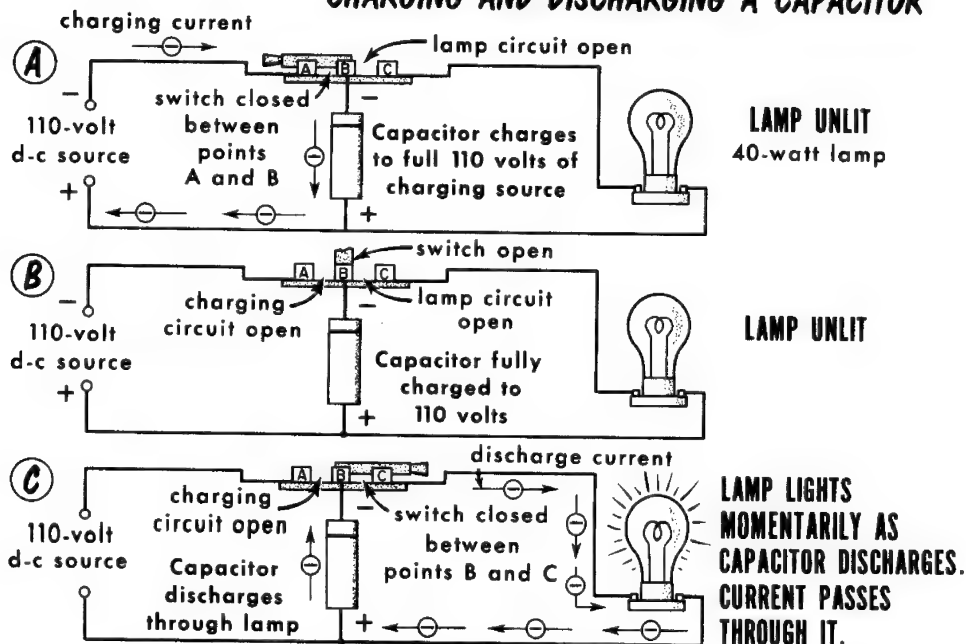 CHARGING AND DISCHARGING A CAPACITOR
charging current
A
lamp circuit open
A B C
−
110-volt
d-c source
+
switch closed
between
points
A and B
−
Capacitor charges
to full 110 volts of
charging source
+
LAMP UNLIT
40-watt lamp
B
switch open
A B C
−
110-volt
d-c source
+
charging
circuit open
−
lamp circuit
open
Capacitor fully
charged to
110 volts
+
LAMP UNLIT
C
A B C
discharge current
110-volt
d-c source
charging
circuit open
−
switch closed
between
points B and C
Capacitor
discharges
through lamp
+
LAMP LIGHTS
MOMENTARILY AS
CAPACITOR DISCHARGES.
CURRENT PASSES
THROUGH IT.